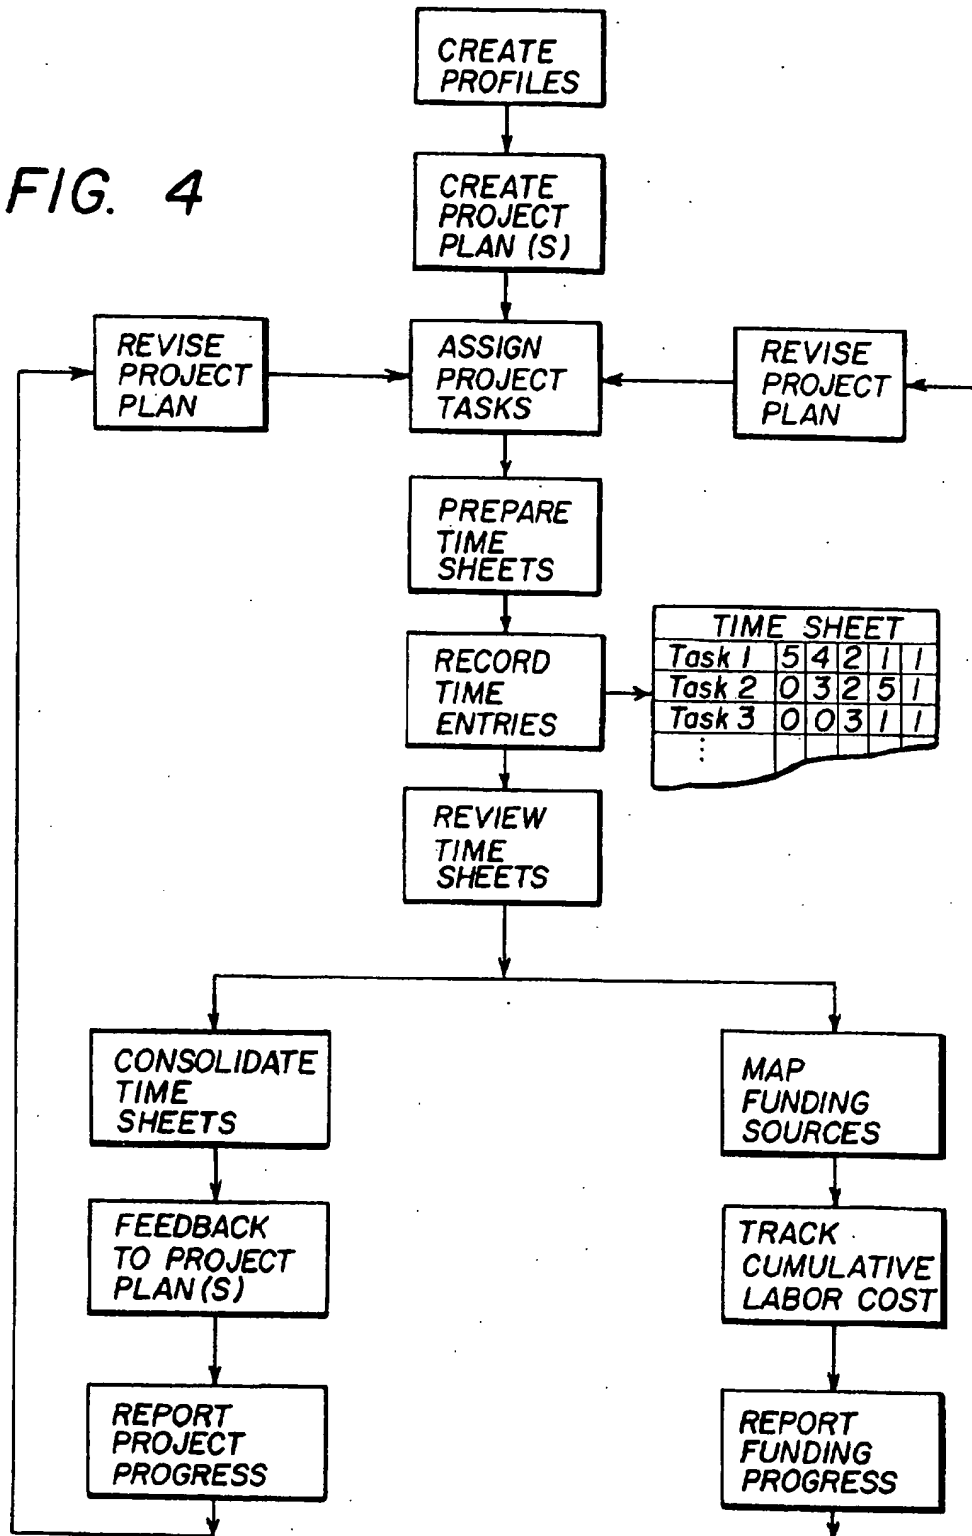 CREATE
PROFILES
FIG. 4
CREATE
PROJECT
PLAN (S)
REVISE
PROJECT
PLAN
ASSIGN
PROJECT
TASKS
REVISE
PROJECT
PLAN
PREPARE
TIME
SHEETS
RECORD
TIME
ENTRIES
TIME SHEET
Task 1 5 4 2 1 1
Task 2 0 3 2 5 1
Task 3 0 0 3 1 1
⋮
REVIEW
TIME
SHEETS
CONSOLIDATE
TIME
SHEETS
MAP
FUNDING
SOURCES
FEEDBACK
TO PROJECT
PLAN(S)
TRACK
CUMULATIVE
LABOR COST
REPORT
PROJECT
PROGRESS
REPORT
FUNDING
PROGRESS